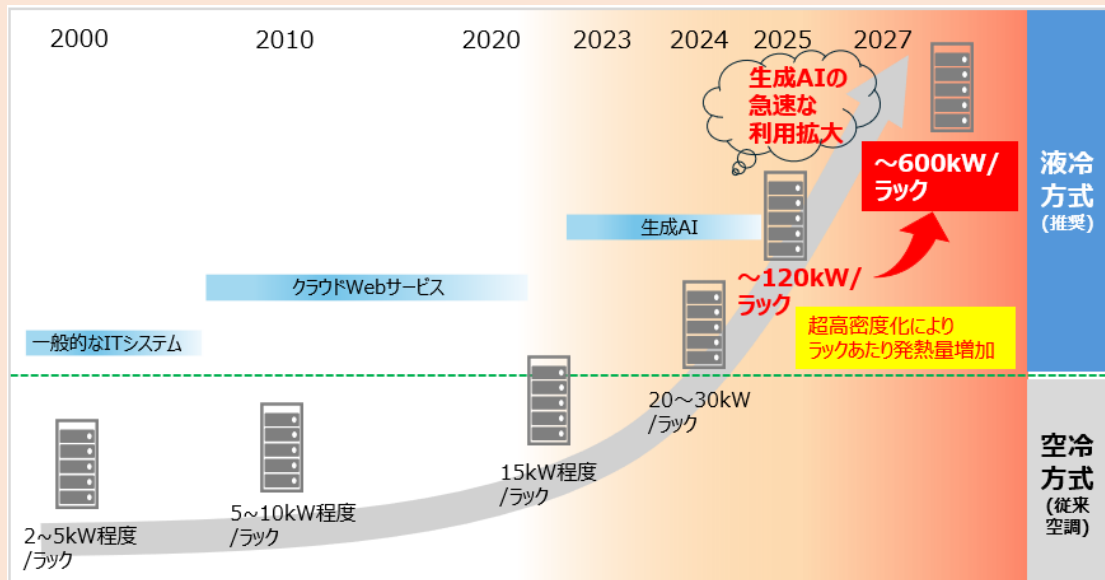 2000
2010
2020
2023
2024
2025
2027
生成AIの
急速な
利用拡大
～600kW/
ラック
液冷
方式
(推奨)
生成AI
クラウドWebサービス
～120kW/
ラック
一般的なITシステム
超高密度化により
ラックあたり発熱量増加
20～30kW
/ラック
15kW程度
/ラック
5~10kW程度
/ラック
2~5kW程度
/ラック
空冷
方式
(従来
空調)